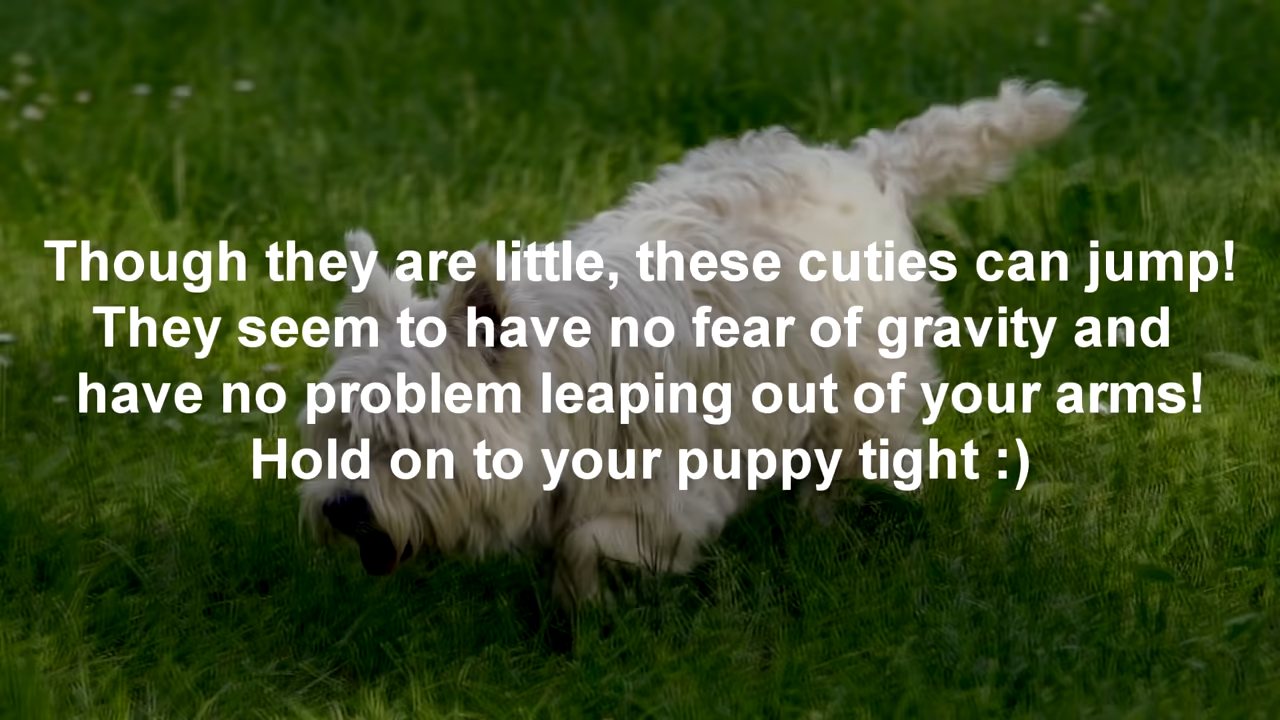 Though they are little, these cuties can jump!
They seem to have no fear of gravity and
have no problem leaping out of your arms!
Hold on to your puppy tight :)